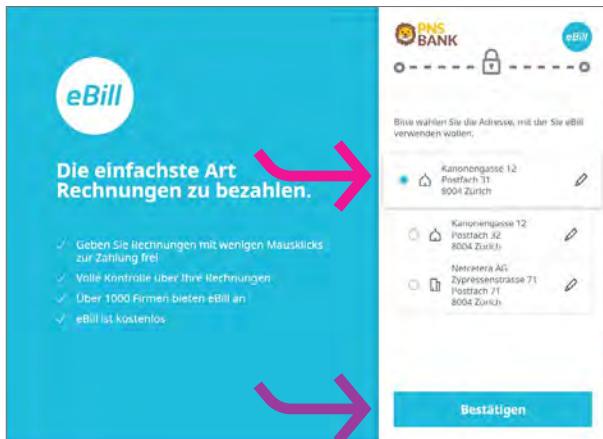 eBill
Die einfachste Art
Rechnungen zu bezahlen.
Geben Sie Rechnungen mit wenigen Mausklicks
zur Zahlung frei
Volle Kontrolle über Ihre Rechnungen
Über 1000 Firmen bieten eBill an
eBill ist kostenlos
PNS
BANK
eBill
Bitte wählen Sie die Adresse, mit der Sie eBill
verwenden wollen.
Kanonengasse 12
Postfach 31
8004 Zürich
Kanonengasse 12
Postfach 32
8004 Zürich
Netcetera AG
Zypressenstrasse 71
Postfach 71
8004 Zürich
Bestätigen